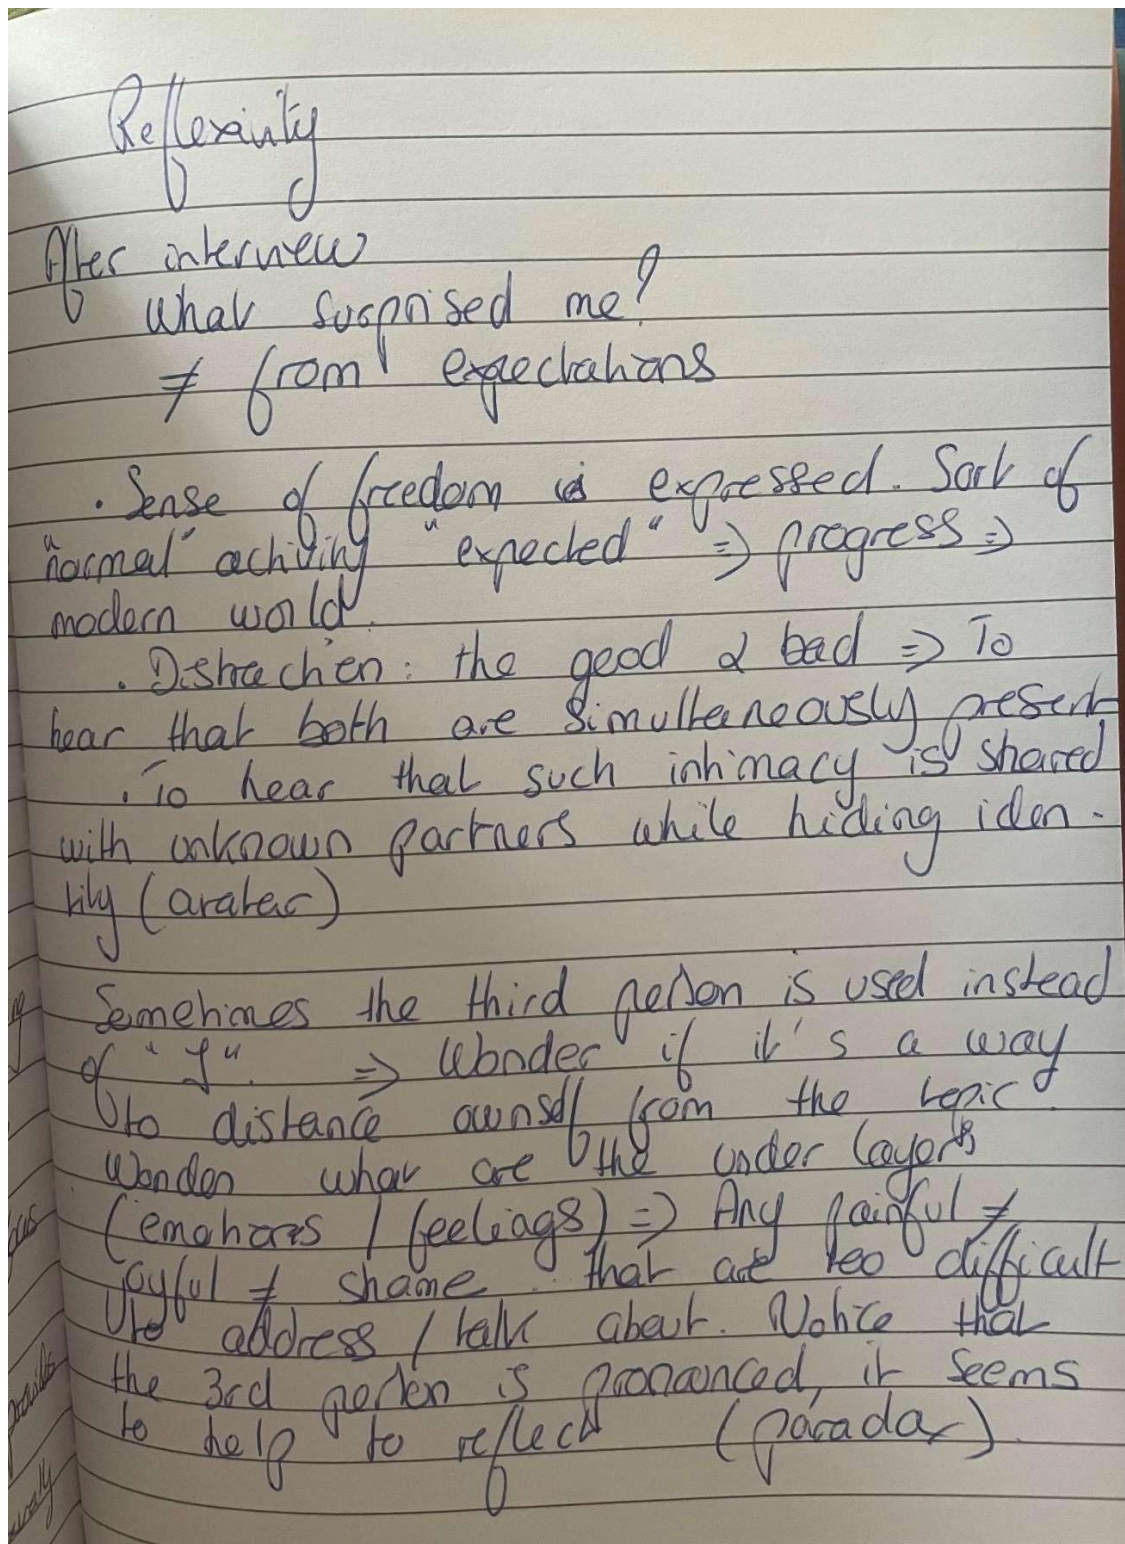 Reflexivity
After interview
What surprised me?
≠ from expectations
. Sense of freedom is expressed. Sort of
"normal" activity "expected" => progress =>
modern world.
. Distraction: the good & bad => To
hear that both are simultaneously present
. To hear that such intimacy is shared
with unknown partners while hiding iden-
tity (avatar)
Sometimes the third person is used instead
of "I". => Wonder if it's a way
to distance ownself from the topic
Wonder what are the under layers
(emotions / feelings) => Any painful ≠
joyful ≠ shame that are too difficult
to address / talk about. Notice that
the 3rd person is pronounced, it seems
to help to reflect (paradox).